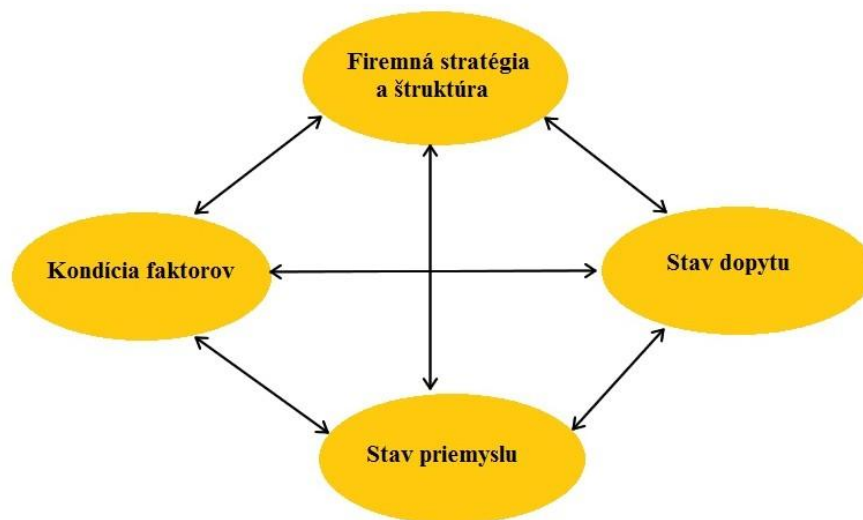 Firemná stratégia
a štruktúra
Kondícia faktorov
Stav dopytu
Stav priemyslu